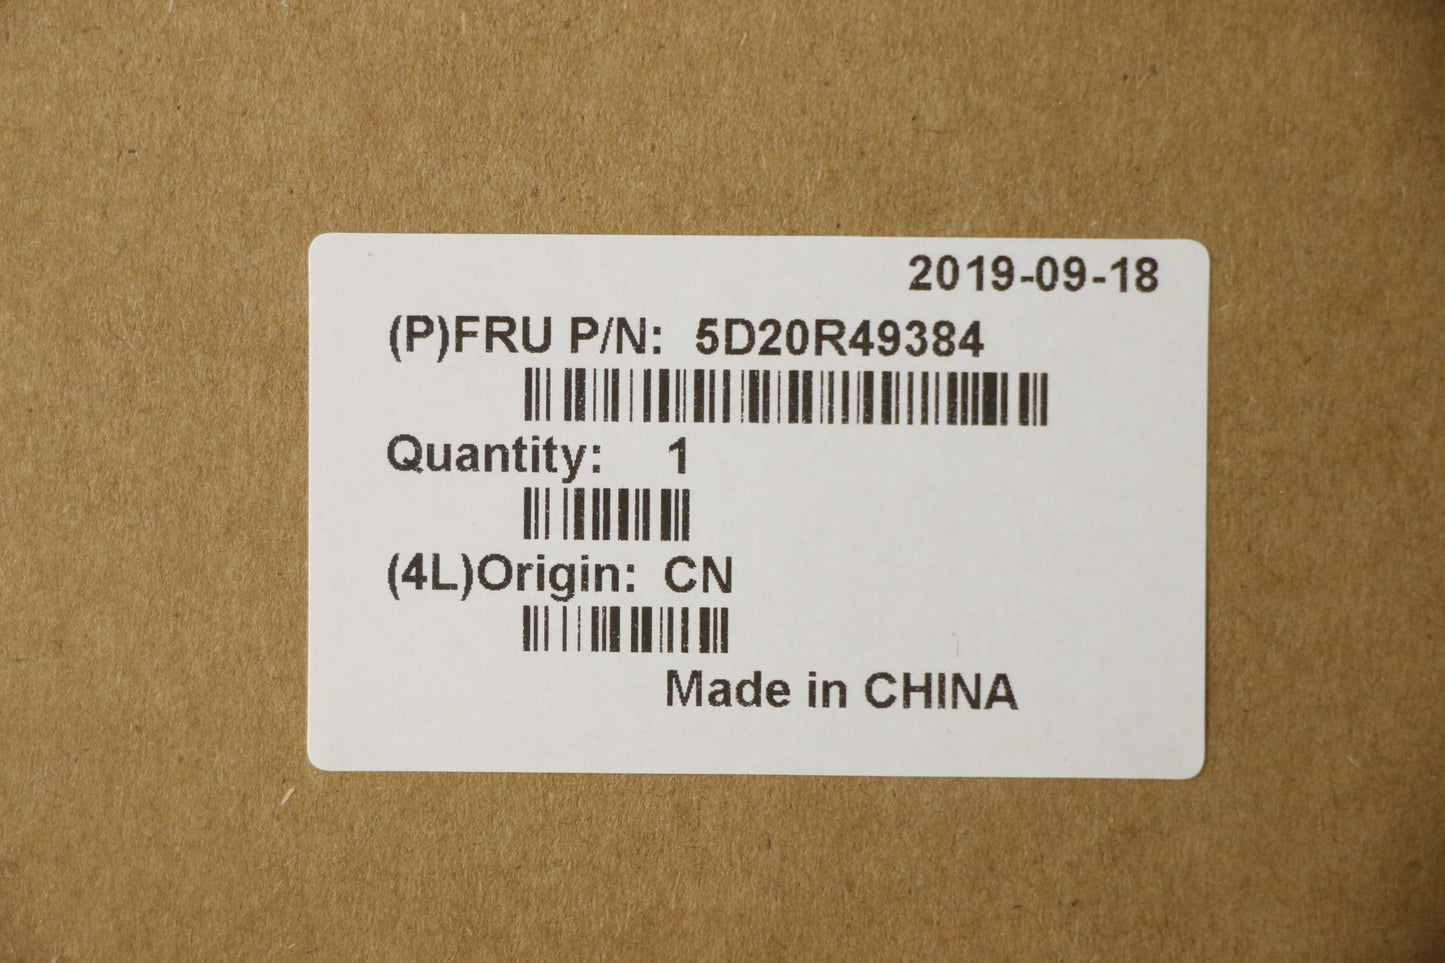 2019-09-18
(P)FRU P/N: 5D20R49384
Quantity: 1
(4L)Origin: CN
Made in CHINA